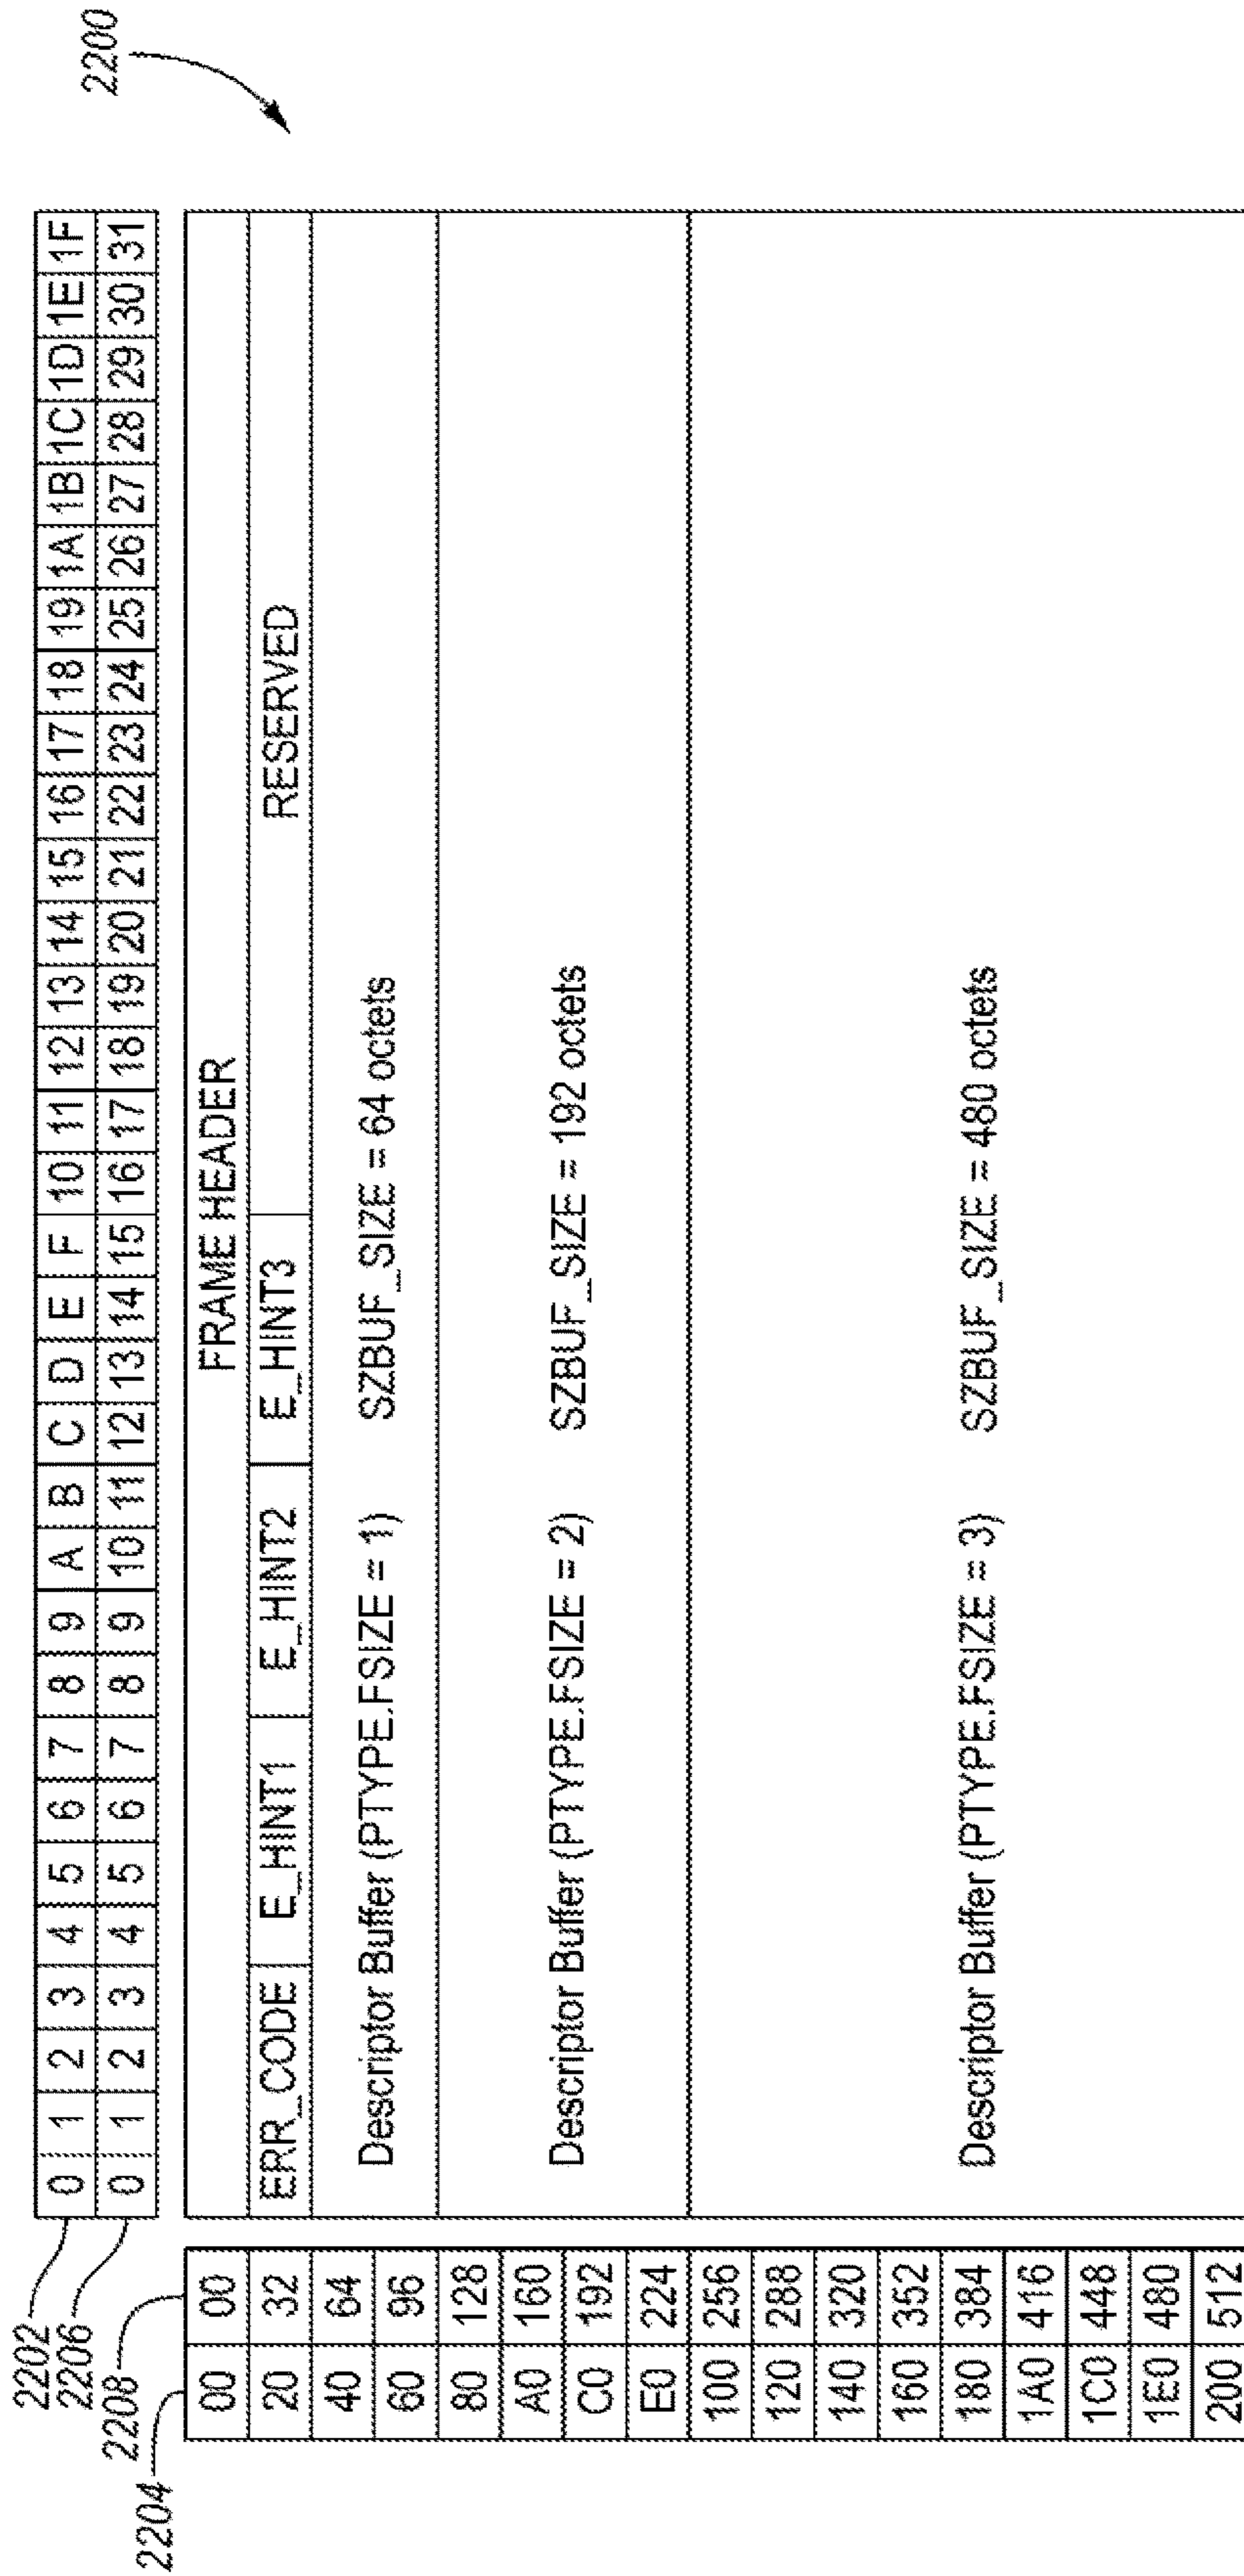 2200
2202
0 1 2 3 4 5 6 7 8 9 A B C D E F 10 11 12 13 14 15 16 17 18 19 1A 1B 1C 1D 1E 1F
2206
0 1 2 3 4 5 6 7 8 9 10 11 12 13 14 15 16 17 18 19 20 21 22 23 24 25 26 27 28 29 30 31
2208
2204
00 00 FRAME HEADER
20 32 ERR_CODE E_HINT1 E_HINT2 E_HINT3 RESERVED
40 64
Descriptor Buffer (PTYPE.FSIZE = 1) SZBUF_SIZE = 64 octets
60 96
80 128
A0 160
Descriptor Buffer (PTYPE.FSIZE = 2) SZBUF_SIZE = 192 octets
C0 192
E0 224
100 256
120 288
140 320
160 352
180 384
Descriptor Buffer (PTYPE.FSIZE = 3) SZBUF_SIZE = 480 octets
1A0 416
1C0 448
1E0 480
200 512